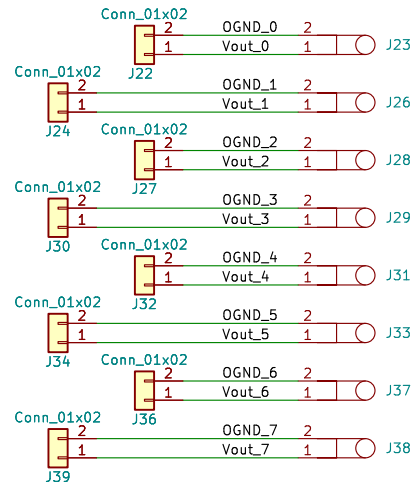 Conn_01x02
2 OGND_0 2
1 Vout_0 1
J22 J23
Conn_01x02
2 OGND_1 2
1 Vout_1 1
J24 J26
Conn_01x02
2 OGND_2 2
1 Vout_2 1
J27 J28
Conn_01x02
2 OGND_3 2
1 Vout_3 1
J30 J29
Conn_01x02
2 OGND_4 2
1 Vout_4 1
J32 J31
Conn_01x02
2 OGND_5 2
1 Vout_5 1
J34 J33
Conn_01x02
2 OGND_6 2
1 Vout_6 1
J36 J37
Conn_01x02
2 OGND_7 2
1 Vout_7 1
J39 J38